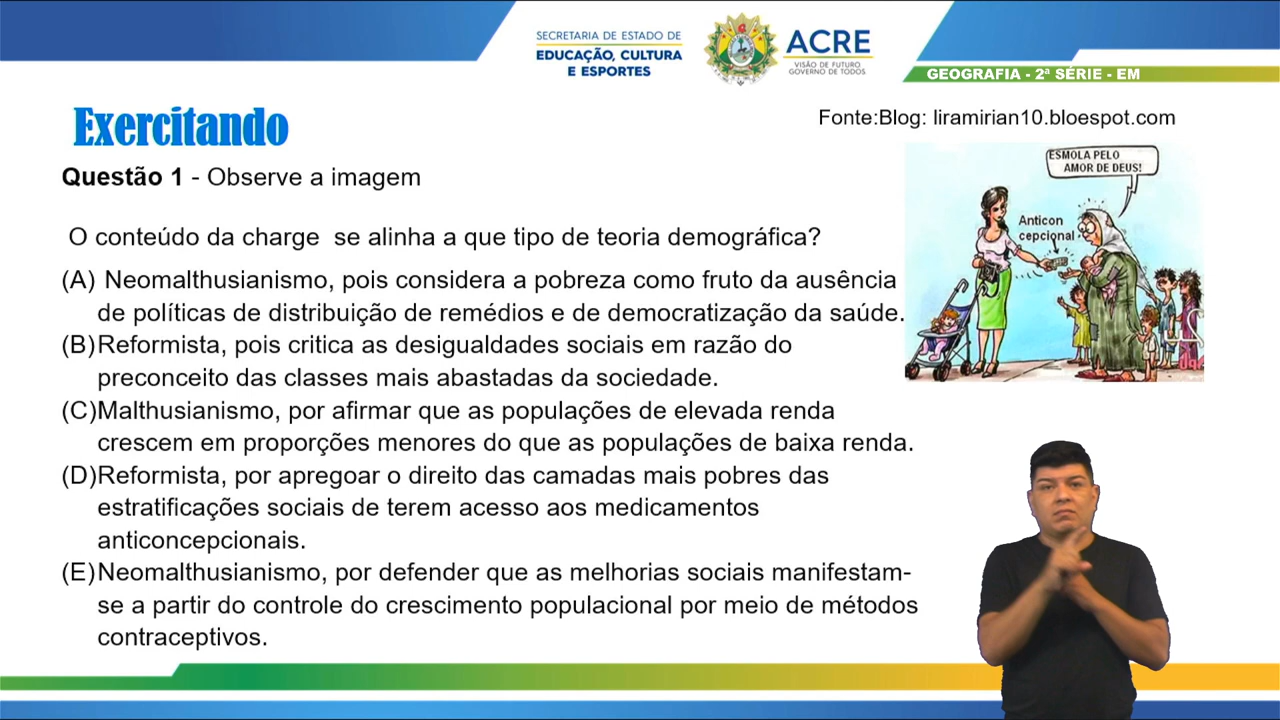 SECRETARIA DE ESTADO DE
EDUCAÇÃO, CULTURA
E ESPORTES
ACRE
VISÃO DE FUTURO
GOVERNO DE TODOS
GEOGRAFIA - 2ª SÉRIE - EM
Exercitando
Fonte:Blog: liramirian10.bloespot.com
Questão 1 - Observe a imagem
ESMOLA PELO
AMOR DE DEUS!
Anticon
cepcional
O conteúdo da charge se alinha a que tipo de teoria demográfica?
(A) Neomalthusianismo, pois considera a pobreza como fruto da ausência
de políticas de distribuição de remédios e de democratização da saúde.
(B)Reformista, pois critica as desigualdades sociais em razão do
preconceito das classes mais abastadas da sociedade.
(C)Malthusianismo, por afirmar que as populações de elevada renda
crescem em proporções menores do que as populações de baixa renda.
(D)Reformista, por apregoar o direito das camadas mais pobres das
estratificações sociais de terem acesso aos medicamentos
anticoncepcionais.
(E)Neomalthusianismo, por defender que as melhorias sociais manifestam-
se a partir do controle do crescimento populacional por meio de métodos
contraceptivos.